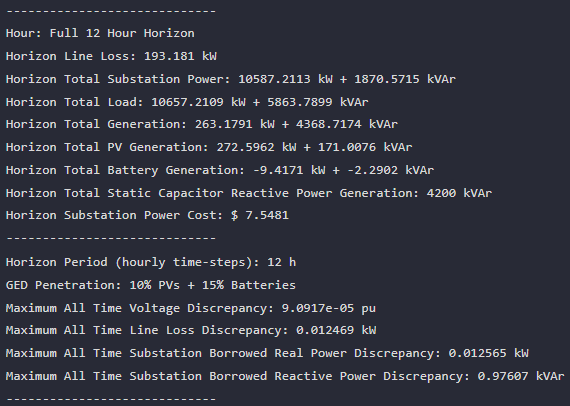 -----------------------------
Hour: Full 12 Hour Horizon
Horizon Line Loss: 193.181 kW
Horizon Total Substation Power: 10587.2113 kW + 1870.5715 kVAr
Horizon Total Load: 10657.2109 kW + 5863.7899 kVAr
Horizon Total Generation: 263.1791 kW + 4368.7174 kVAr
Horizon Total PV Generation: 272.5962 kW + 171.0076 kVAr
Horizon Total Battery Generation: -9.4171 kW + -2.2902 kVAr
Horizon Total Static Capacitor Reactive Power Generation: 4200 kVAr
Horizon Substation Power Cost: $ 7.5481
-----------------------------
Horizon Period (hourly time-steps): 12 h
GED Penetration: 10% PVs + 15% Batteries
Maximum All Time Voltage Discrepancy: 9.0917e-05 pu
Maximum All Time Line Loss Discrepancy: 0.012469 kW
Maximum All Time Substation Borrowed Real Power Discrepancy: 0.012565 kW
Maximum All Time Substation Borrowed Reactive Power Discrepancy: 0.97607 kVAr
-----------------------------